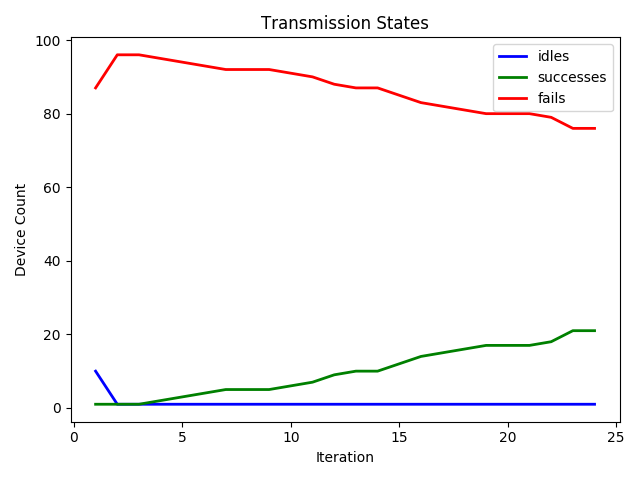 Transmission States
100
80
60
40
20
0
Device Count
idles
successes
fails
0
5
10
15
20
25
Iteration